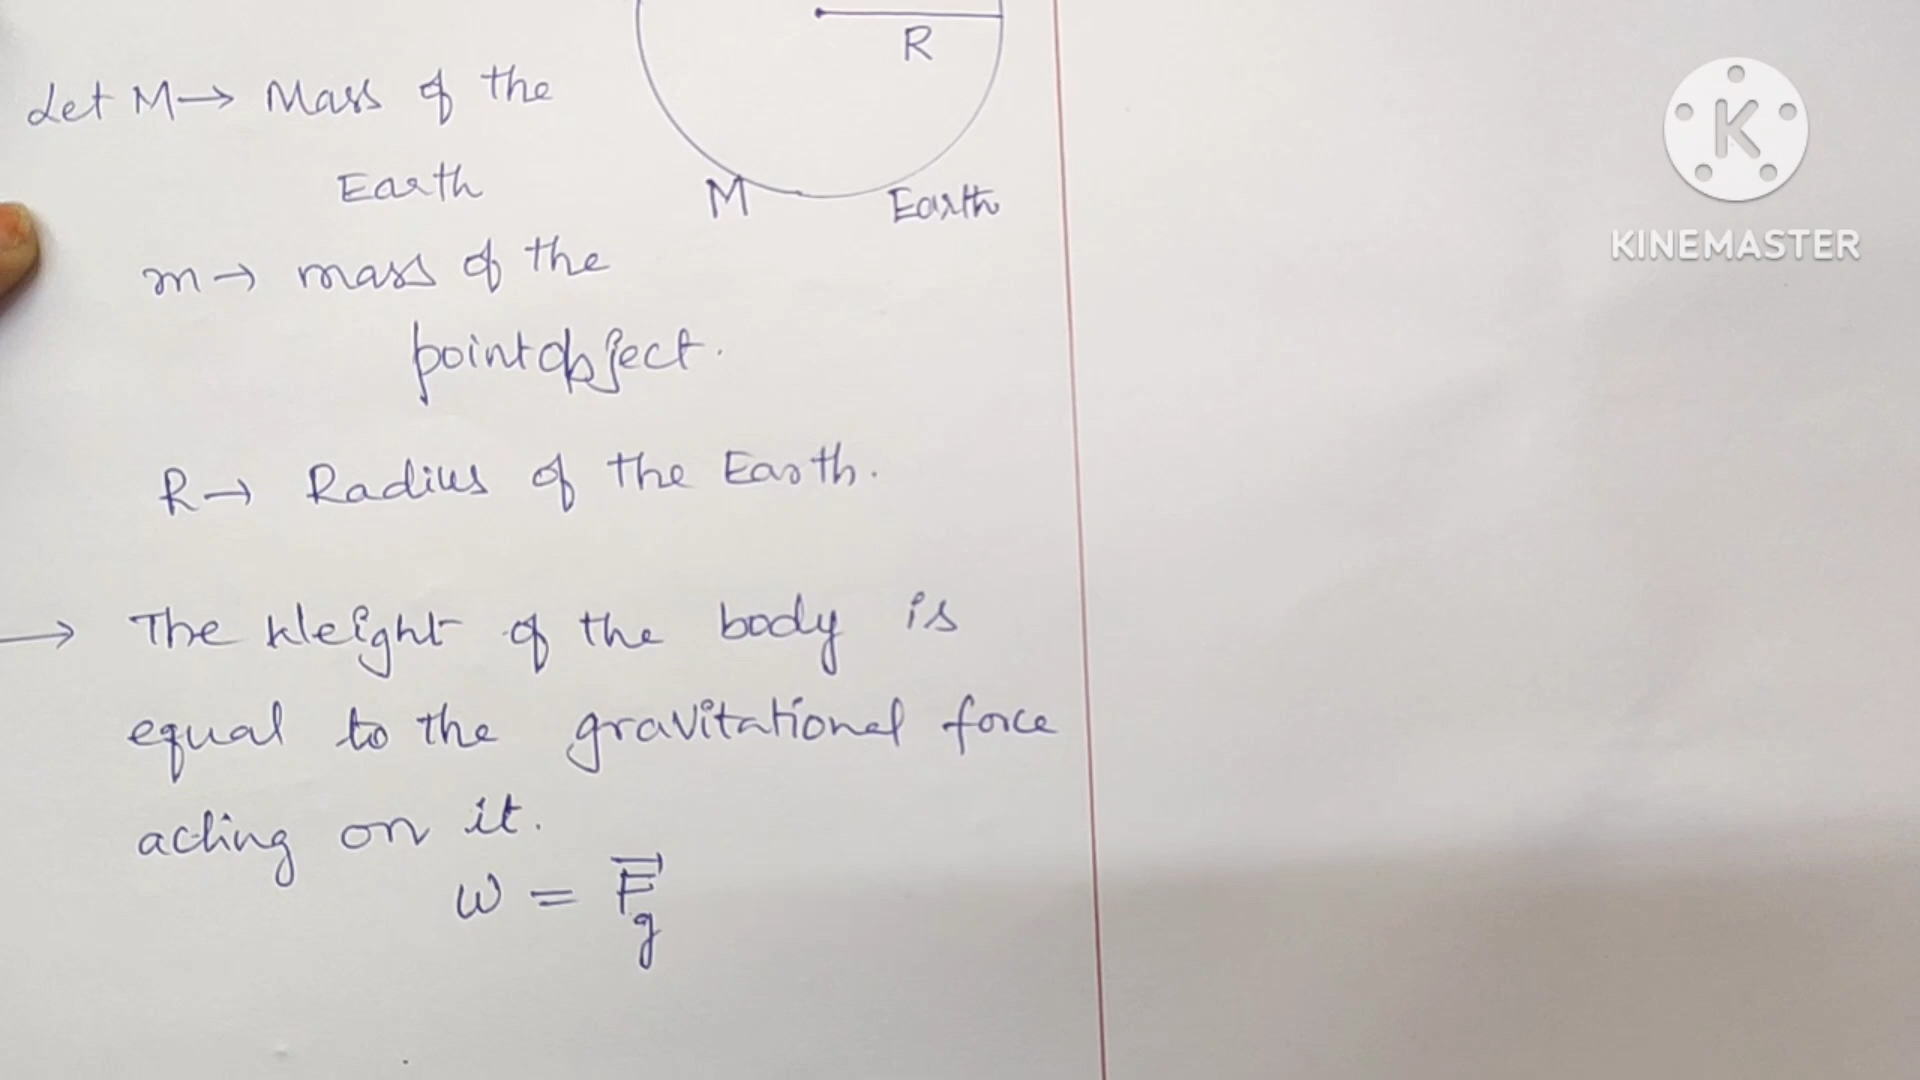 R
Let M→ Mass of the
Earth
M Earth
m→ mass of the
point object.
R→ Radius of the Earth.
→ The Weight of the body is
equal to the gravitational force
acting on it.
W = F⃗g
K
KINEMASTER